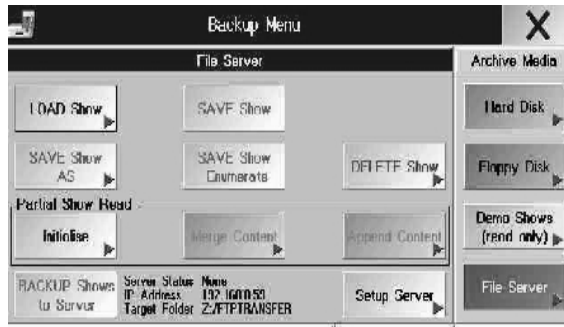 Backup Menu
File Server
Archive Media
LOAD Show
SAVE Show
Hard Disk
SAVE Show
AS
SAVE Show
Enumerate
DELETE Show
Floppy Disk
Partial Show Read
Initialise
Merge Content
Append Content
Demo Shows
(read only)
BACKUP Shows
to Server
Server Status None
IP Address
Target Folder Z:/FTPTRANSFER
Setup Server
File Server